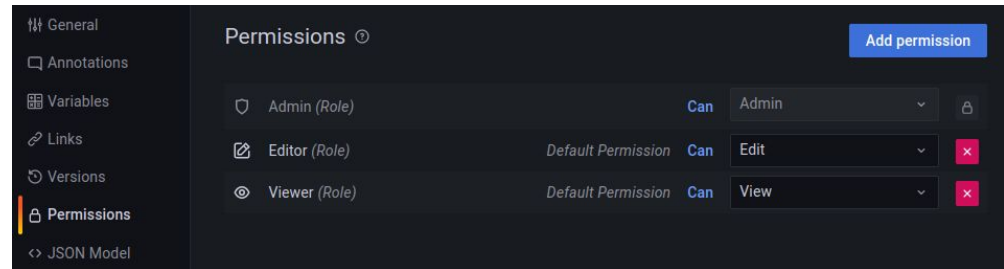 General
Annotations
Variables
Links
Versions
Permissions
JSON Model
Permissions
Add permission
Admin (Role) Can Admin
Editor (Role) Default Permission Can Edit
Viewer (Role) Default Permission Can View